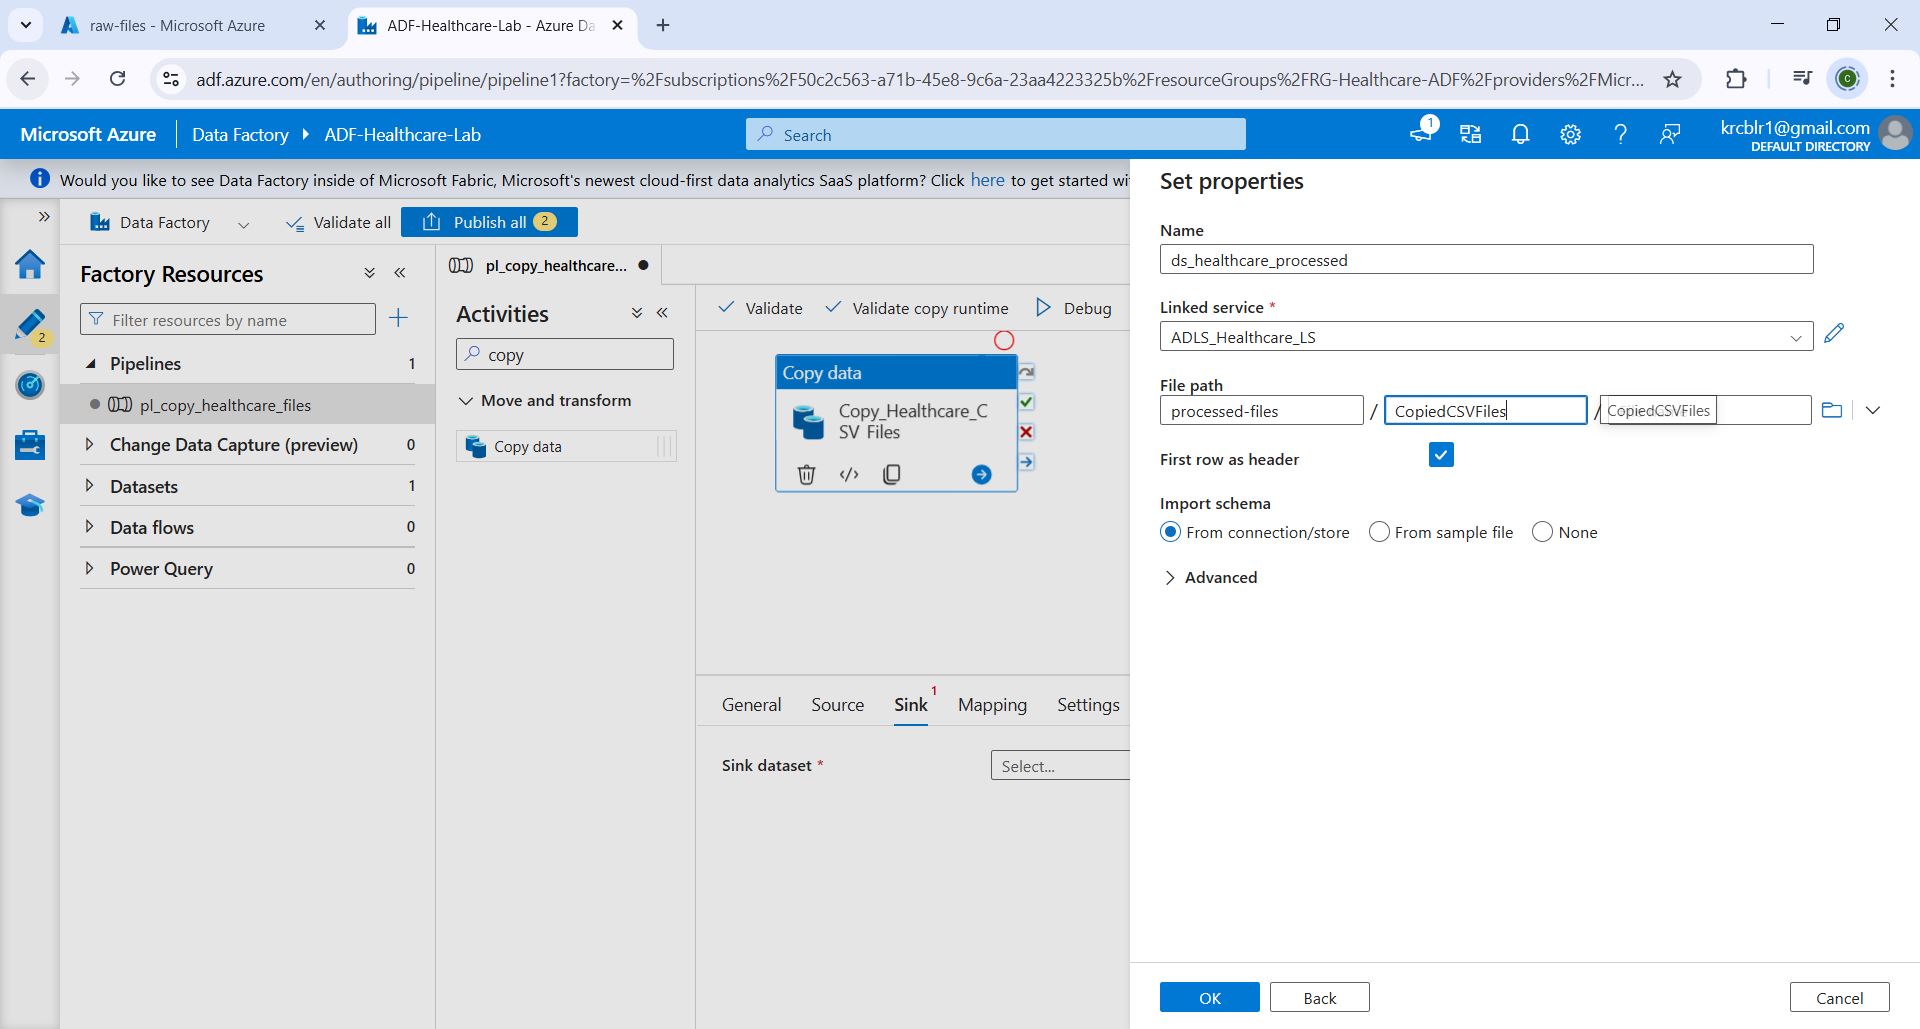 raw-files - Microsoft Azure
ADF-Healthcare-Lab - Azure Da
adf.azure.com/en/authoring/pipeline/pipeline1?factory=%2Fsubscriptions%2F50c2c563-a71b-45e8-9c6a-23aa4223325b%2FresourceGroups%2FRG-Healthcare-ADF%2Fproviders%2FMicr...
C
Microsoft Azure
Data Factory
ADF-Healthcare-Lab
Search
1
krcblr1@gmail.com
DEFAULT DIRECTORY
Would you like to see Data Factory inside of Microsoft Fabric, Microsoft's newest cloud-first data analytics SaaS platform? Click here to get started wi
Data Factory
Validate all
Publish all 2
Factory Resources
Filter resources by name
2
Pipelines 1
pl_copy_healthcare_files
Change Data Capture (preview) 0
Datasets 1
Data flows 0
Power Query 0
pl_copy_healthcare...
Activities
copy
Move and transform
Copy data
Validate
Validate copy runtime
Debug
Copy data
Copy_Healthcare_C
SV Files
General
Source
Sink 1
Mapping
Settings
Sink dataset *
Select...
Set properties
Name
ds_healthcare_processed
Linked service *
ADLS_Healthcare_LS
File path
processed-files / CopiedCSVFiles / CopiedCSVFiles
First row as header
Import schema
From connection/store
From sample file
None
Advanced
OK
Back
Cancel